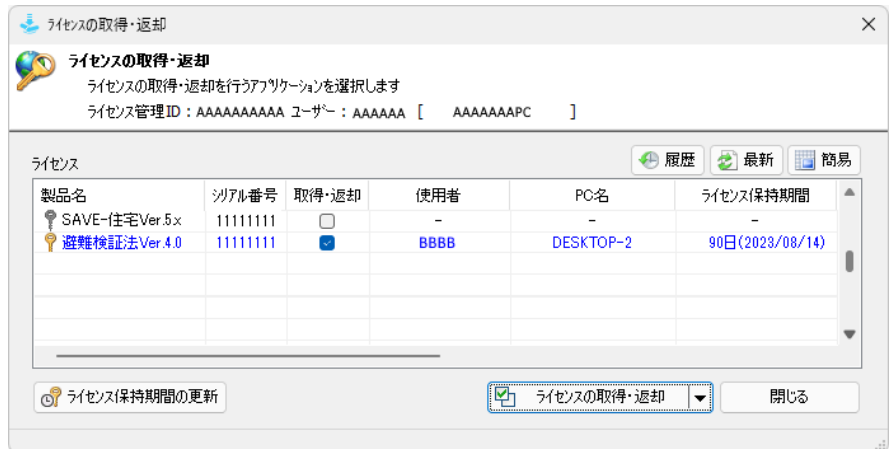 ライセンスの取得・返却
ライセンスの取得・返却
ライセンスの取得・返却を行うアプリケーションを選択します
ライセンス管理ID：AAAAAAAAAA ユーザー：AAAAAA [ AAAAAAAPC ]
ライセンス 履歴 最新 簡易
製品名 シリアル番号 取得・返却 使用者 PC名 ライセンス保持期間
SAVE-住宅Ver.5.x 11111111 - - -
避難検証法Ver.4.0 11111111 BBBB DESKTOP-2 90日(2023/08/14)
ライセンス保持期間の更新 ライセンスの取得・返却 閉じる